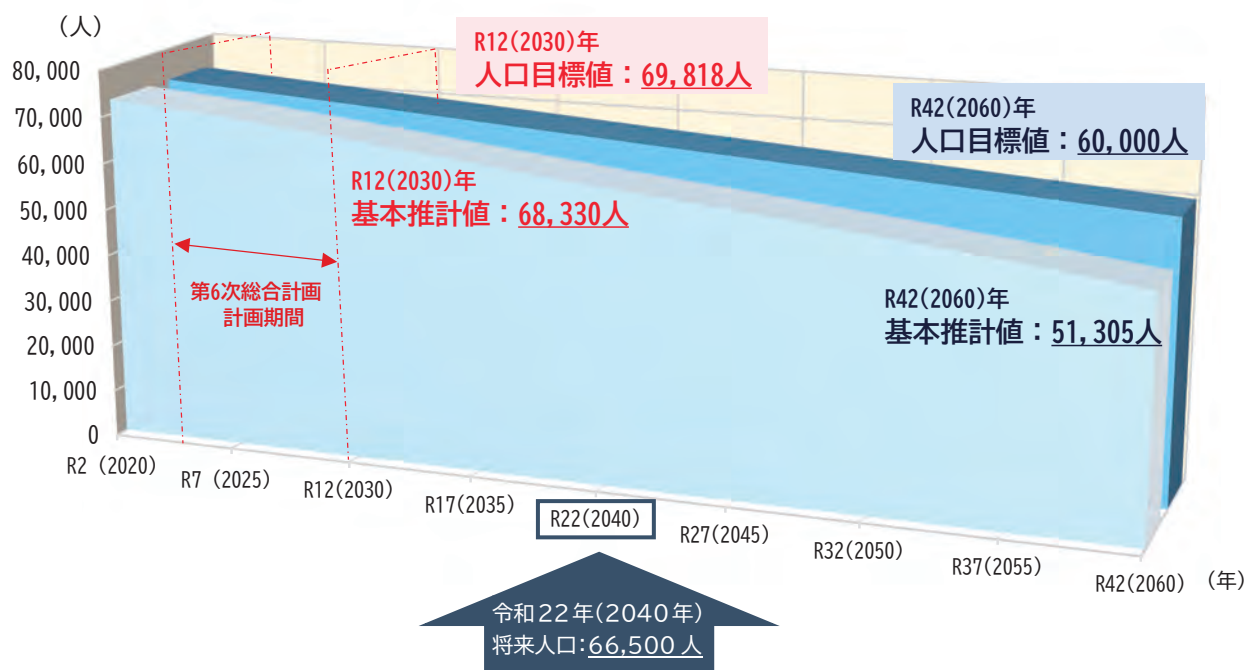 (人)
80,000
70,000
60,000
50,000
40,000
30,000
20,000
10,000
0
R12(2030)年
人口目標値：69,818人
R42(2060)年
人口目標値：60,000人
R12(2030)年
基本推計値：68,330人
第6次総合計画
計画期間
R42(2060)年
基本推計値：51,305人
R2 (2020)
R7 (2025)
R12(2030)
R17(2035)
R22(2040)
R27(2045)
R32(2050)
R37(2055)
R42(2060)
(年)
令和22年(2040年)
将来人口：66,500人